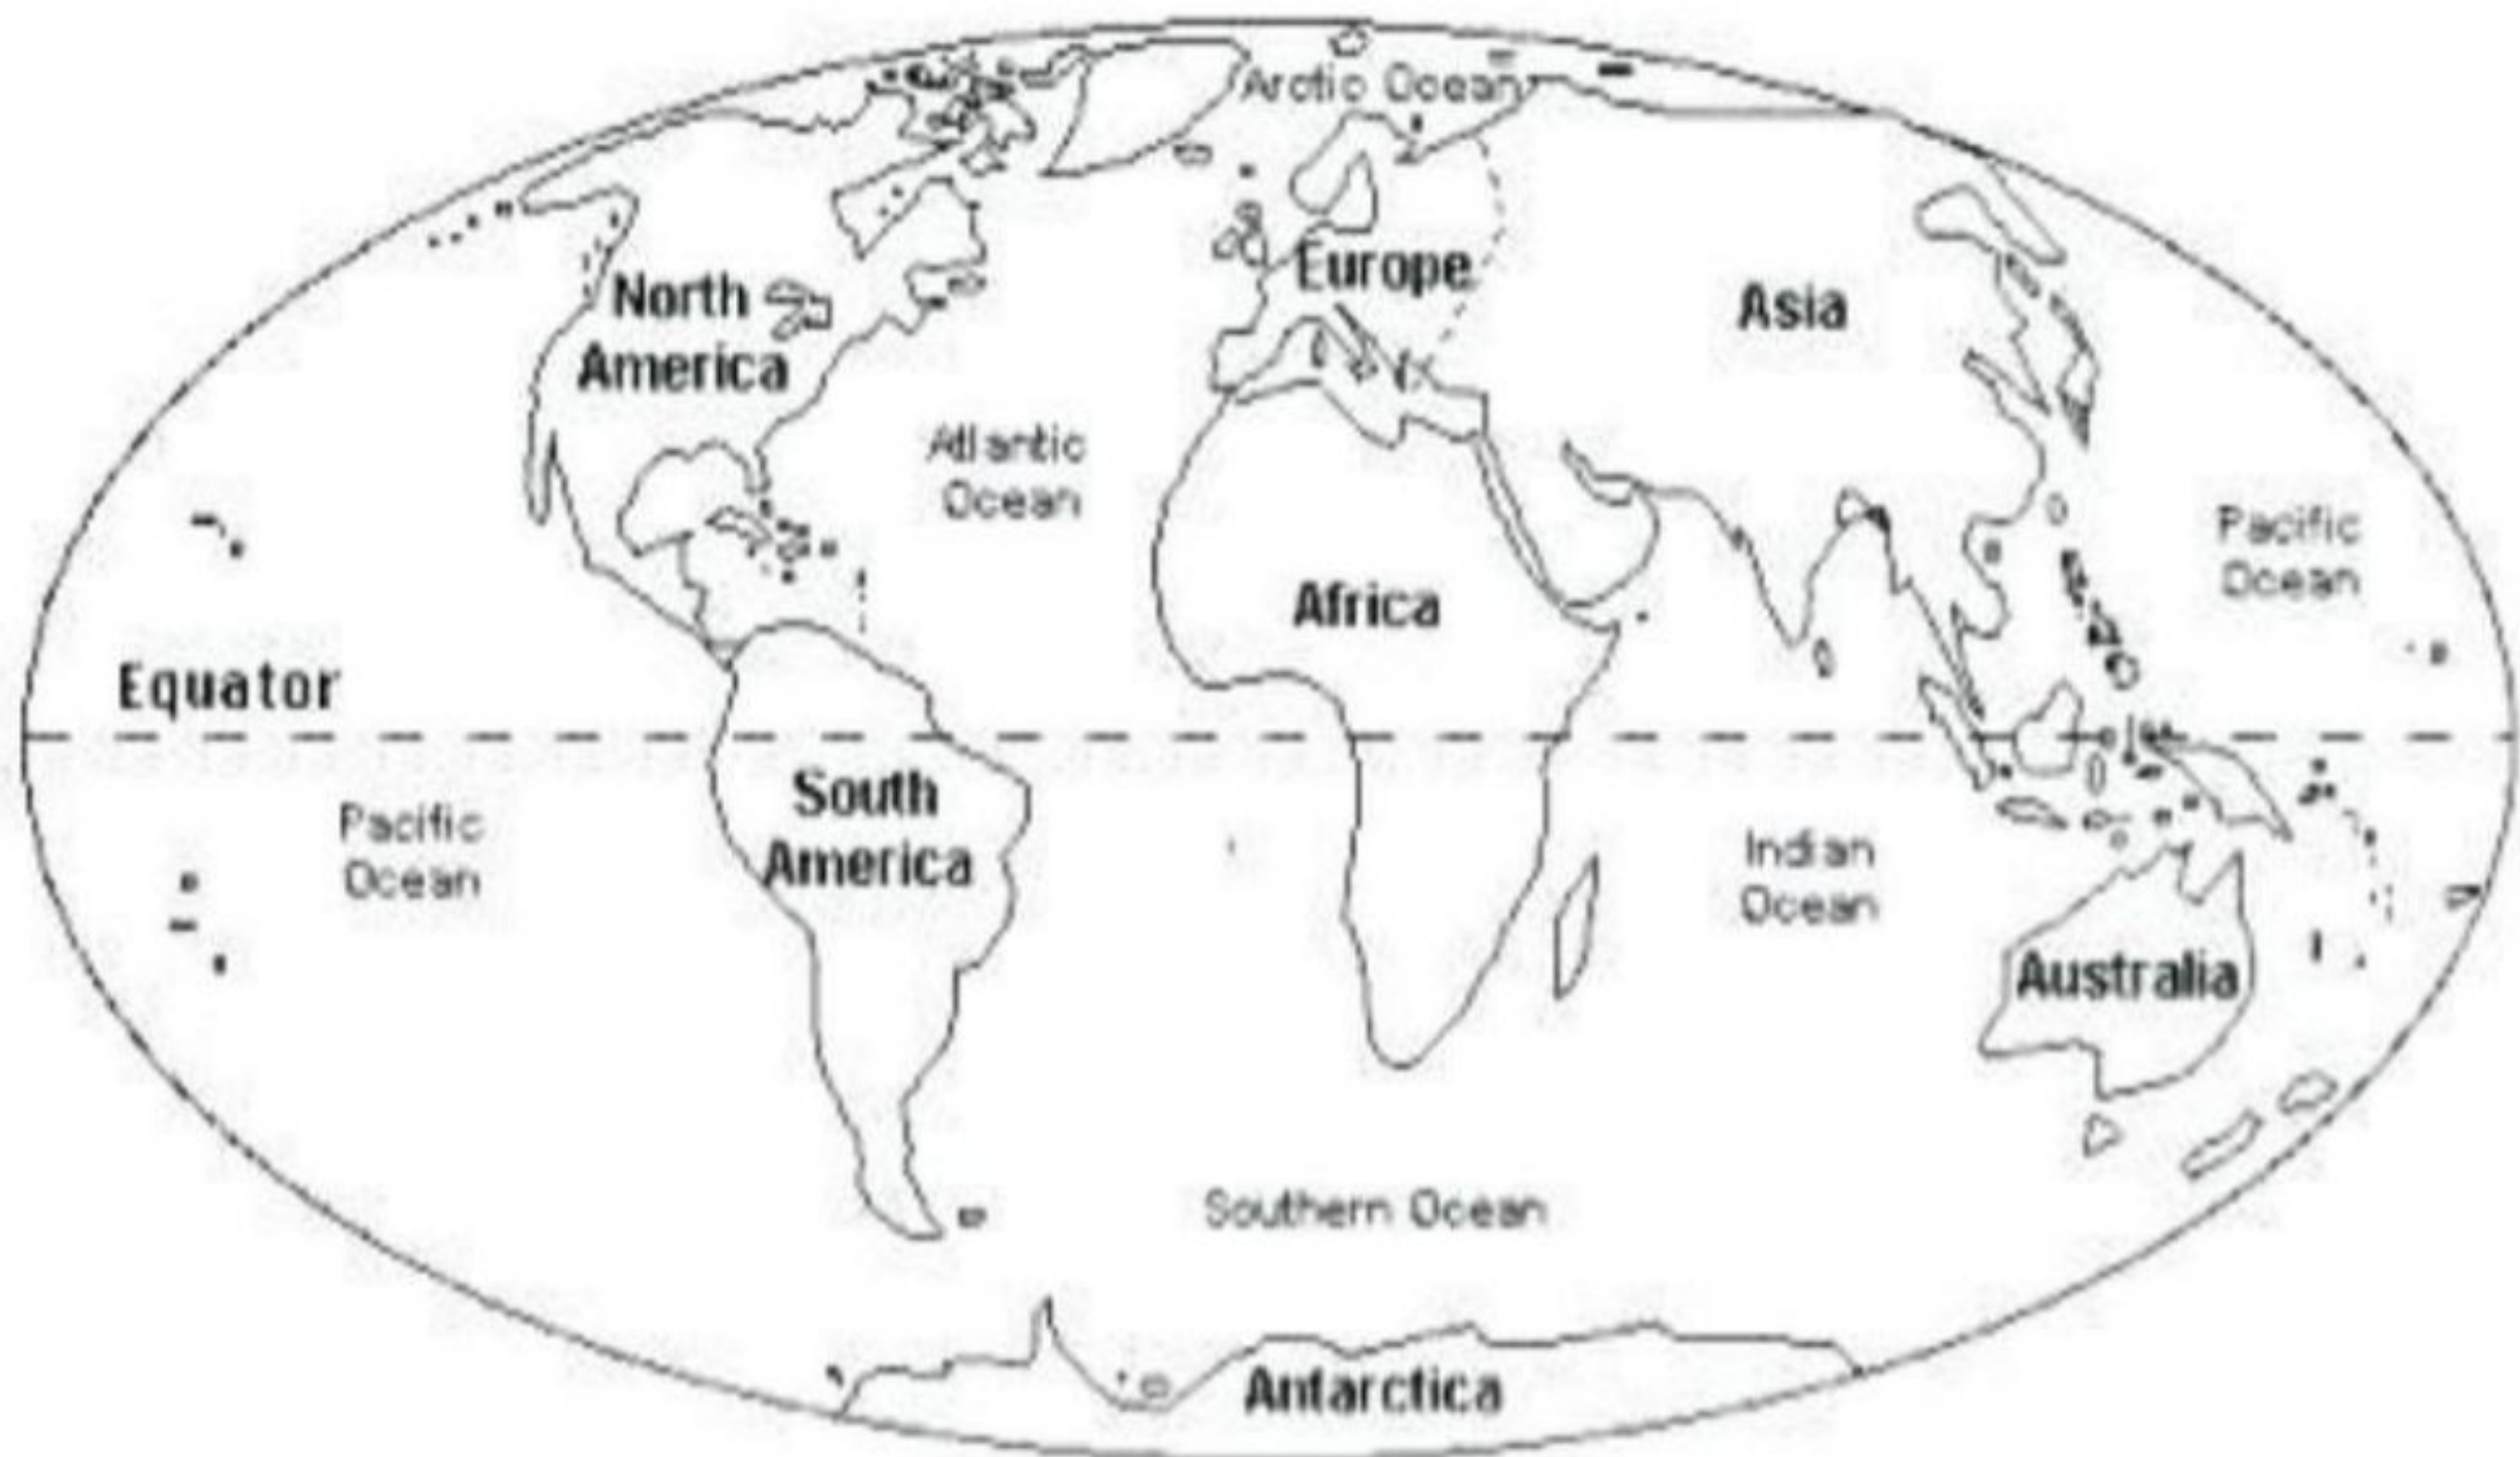 Arctic Ocean
Europe
North
America
Asia
Atlantic
Ocean
Pacific
Ocean
Africa
Equator
South
America
Pacific
Ocean
Indian
Ocean
Australia
Southern Ocean
Antarctica